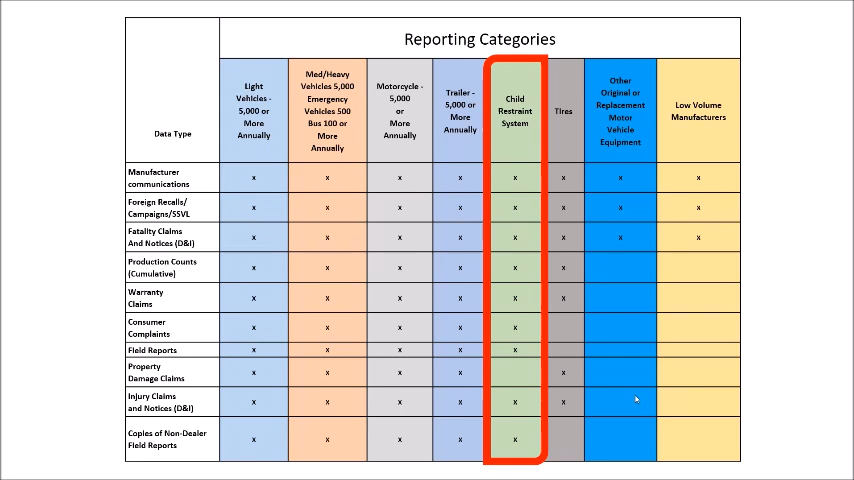 Reporting Categories
Data Type
Light
Vehicles -
5,000 or
More
Annually
Med/Heavy
Vehicles 5,000
Emergency
Vehicles 500
Bus 100 or
More
Annually
Motorcycle -
5,000
or
More
Annually
Trailer -
5,000 or
More
Annually
Child
Restraint
System
Tires
Other
Original or
Replacement
Motor
Vehicle
Equipment
Low Volume
Manufacturers
Manufacturer
communications x x x x x x x x
Foreign Recalls/
Campaigns/SSVL x x x x x x x x
Fatality Claims
And Notices (D&I) x x x x x x x x
Production Counts
(Cumulative) x x x x x x
Warranty
Claims x x x x x x
Consumer
Complaints x x x x x
Field Reports x x x x x
Property
Damage Claims x x x x x
Injury Claims
and Notices (D&I) x x x x x x
Copies of Non-Dealer
Field Reports x x x x x